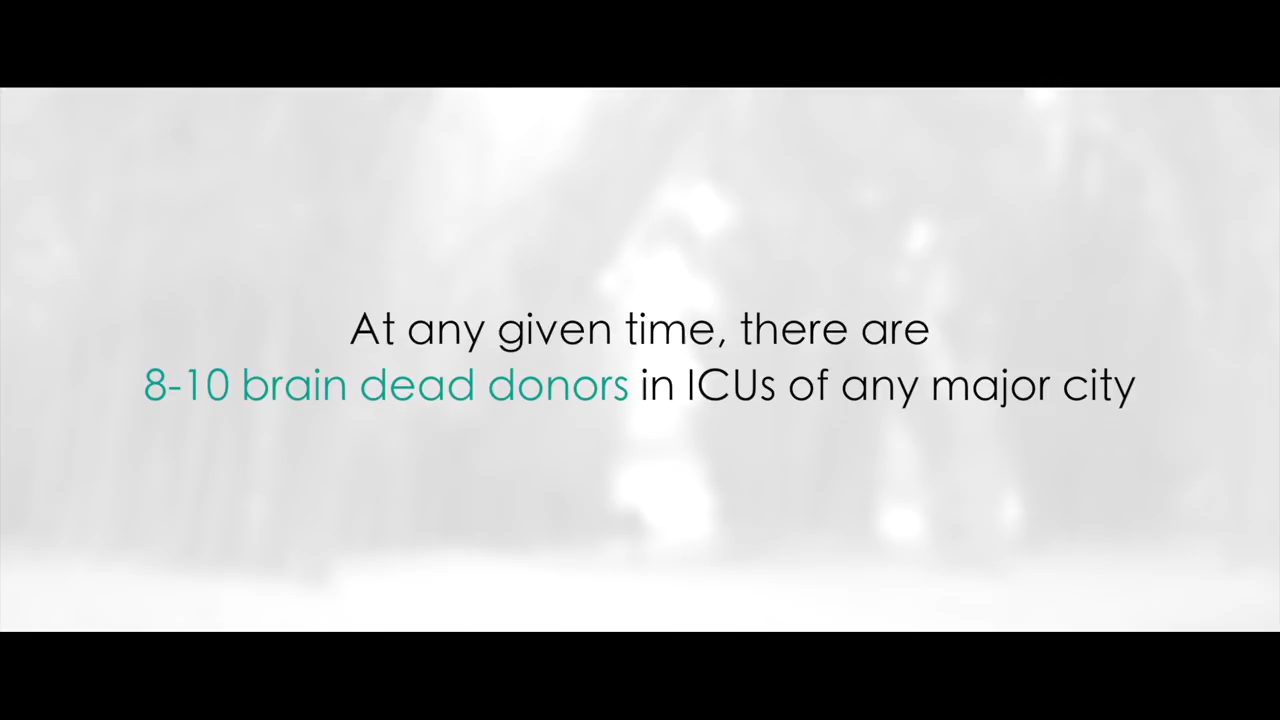 At any given time, there are
8-10 brain dead donors in ICUs of any major city